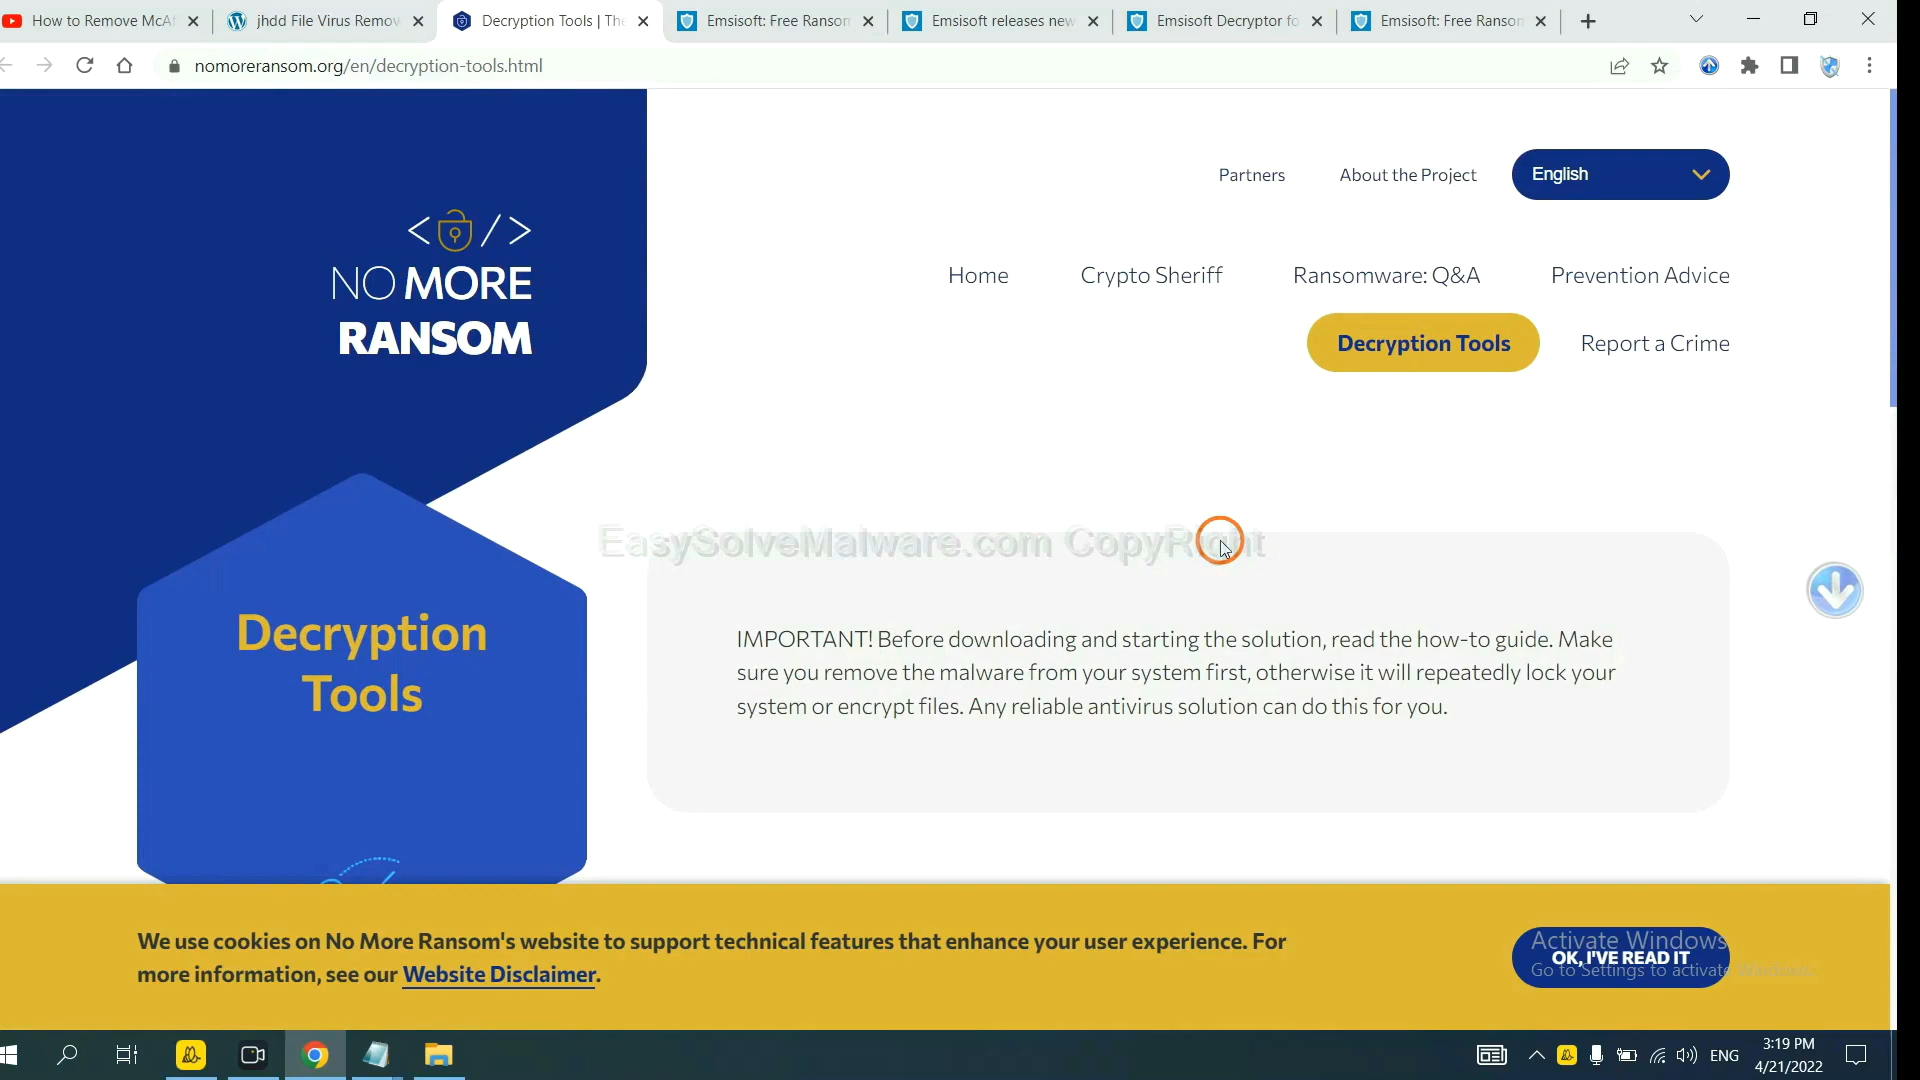 How to Remove McAf
jhdd File Virus Remov
Decryption Tools | The
Emsisoft: Free Ransom
Emsisoft releases new
Emsisoft Decryptor fo
Emsisoft: Free Ransom
nomoreransom.org/en/decryption-tools.html
Partners
About the Project
English
</>
NO MORE
RANSOM
Home
Crypto Sheriff
Ransomware: Q&A
Prevention Advice
Decryption Tools
Report a Crime
EasySolveMalware.com CopyRight
Decryption
Tools
IMPORTANT! Before downloading and starting the solution, read the how-to guide. Make
sure you remove the malware from your system first, otherwise it will repeatedly lock your
system or encrypt files. Any reliable antivirus solution can do this for you.
We use cookies on No More Ransom's website to support technical features that enhance your user experience. For
more information, see our Website Disclaimer.
Activate Windows
OK, I'VE READ IT
Go to Settings to activate Windows.
ENG
3:19 PM
4/21/2022